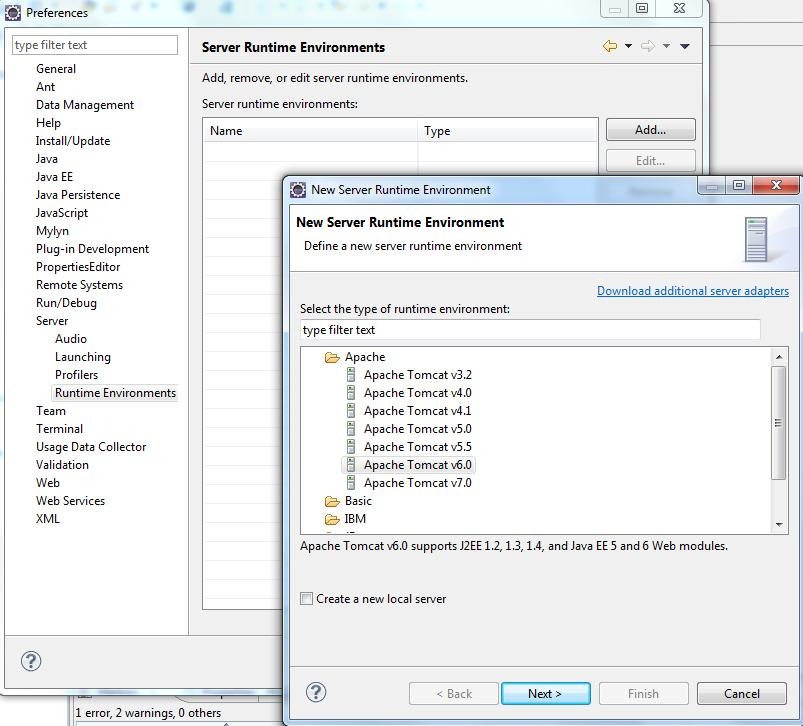 Preferences
type filter text
General
Ant
Data Management
Help
Install/Update
Java
Java EE
Java Persistence
JavaScript
Mylyn
Plug-in Development
PropertiesEditor
Remote Systems
Run/Debug
Server
Audio
Launching
Profilers
Runtime Environments
Team
Terminal
Usage Data Collector
Validation
Web
Web Services
XML
Server Runtime Environments
Add, remove, or edit server runtime environments.
Server runtime environments:
Name Type
Add...
Edit...
New Server Runtime Environment
New Server Runtime Environment
Define a new server runtime environment
Download additional server adapters
Select the type of runtime environment:
type filter text
Apache
Apache Tomcat v3.2
Apache Tomcat v4.0
Apache Tomcat v4.1
Apache Tomcat v5.0
Apache Tomcat v5.5
Apache Tomcat v6.0
Apache Tomcat v7.0
Basic
IBM
Apache Tomcat v6.0 supports J2EE 1.2, 1.3, 1.4, and Java EE 5 and 6 Web modules.
Create a new local server
? < Back Next > Finish Cancel
?
1 error, 2 warnings, 0 others